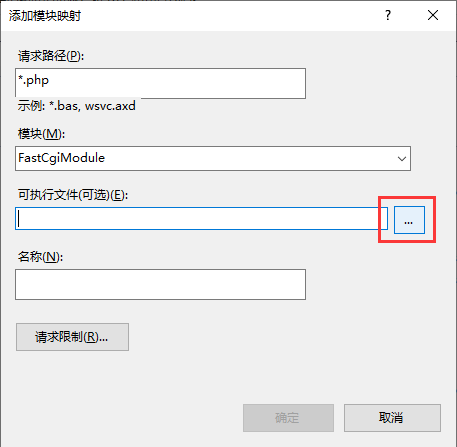 添加模块映射
?
请求路径(P):
*.php
示例: *.bas, wsvc.axd
模块(M):
FastCgiModule
可执行文件(可选)(E):
...
名称(N):
请求限制(R)...
确定
取消